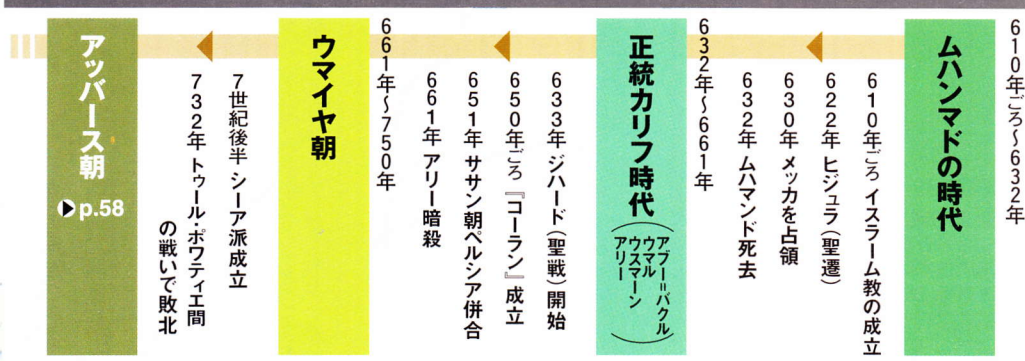 610年ごろ〜632年
ムハンマドの時代
610年ごろ イスラーム教の成立
622年 ヒジュラ（聖遷）
630年 メッカを占領
632年 ムハマンド死去
632年〜661年
正統カリフ時代
（アブー＝バクル
ウマル
ウスマーン
アリー）
633年 ジハード（聖戦）開始
650年ごろ 『コーラン』成立
651年 ササン朝ペルシア併合
661年 アリー暗殺
661年〜750年
ウマイヤ朝
7世紀後半 シーア派成立
732年 トゥール・ポワティエ間
の戦いで敗北
アッバース朝
▶p.58